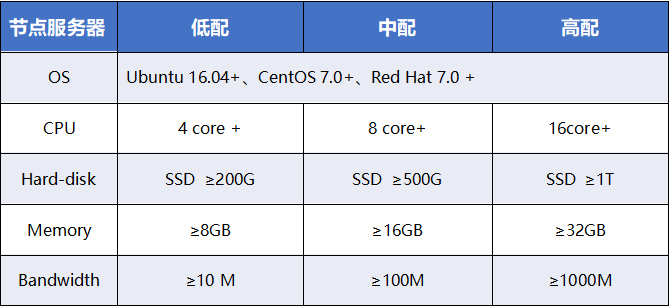 节点服务器 低配 中配 高配
OS Ubuntu 16.04+、CentOS 7.0+、Red Hat 7.0 +
CPU 4 core + 8 core+ 16core+
Hard-disk SSD ≥200G SSD ≥500G SSD ≥1T
Memory ≥8GB ≥16GB ≥32GB
Bandwidth ≥10 M ≥100M ≥1000M